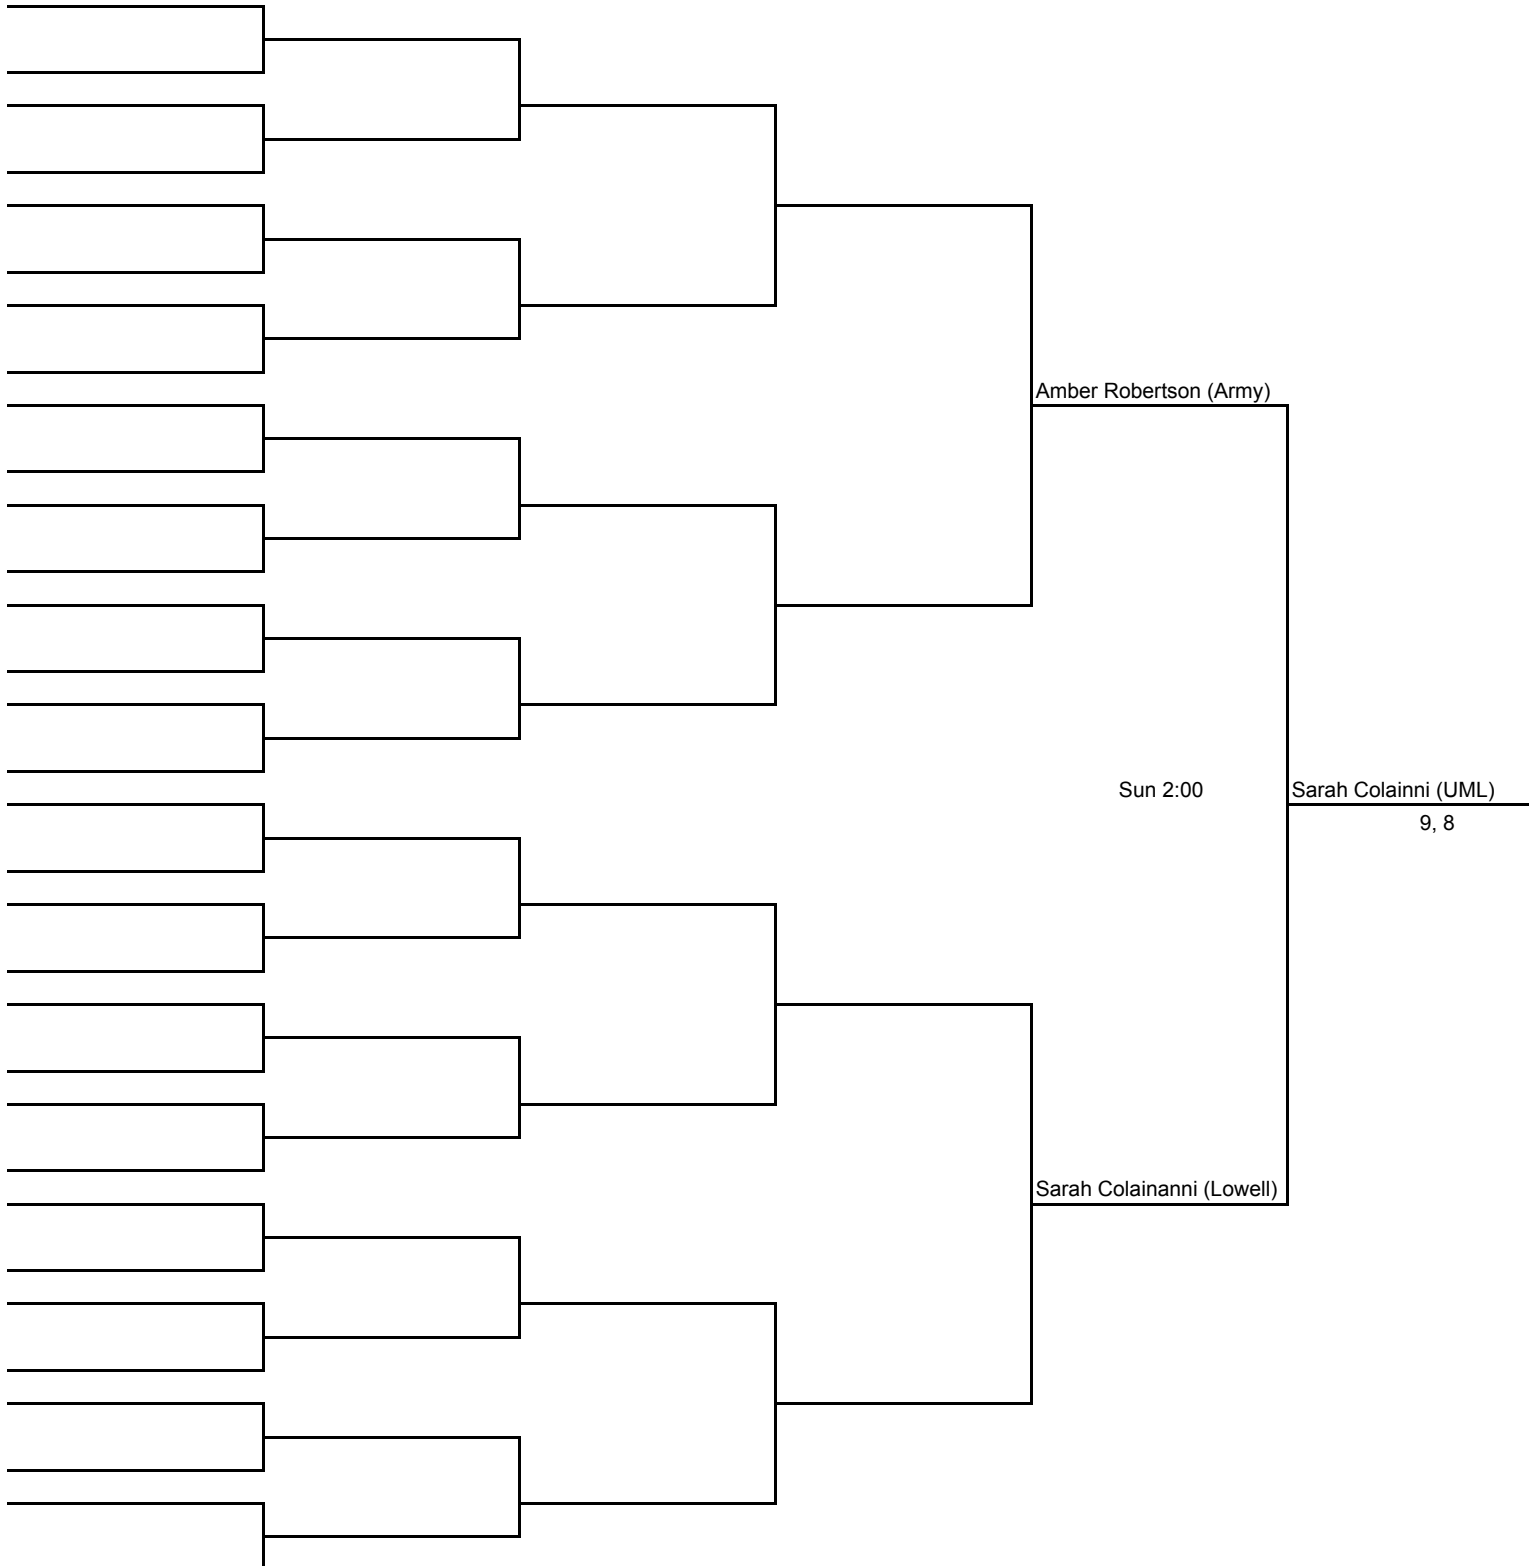 Amber Robertson (Army)
Sun 2:00
Sarah Colainni (UML)
9, 8
Sarah Colainanni (Lowell)